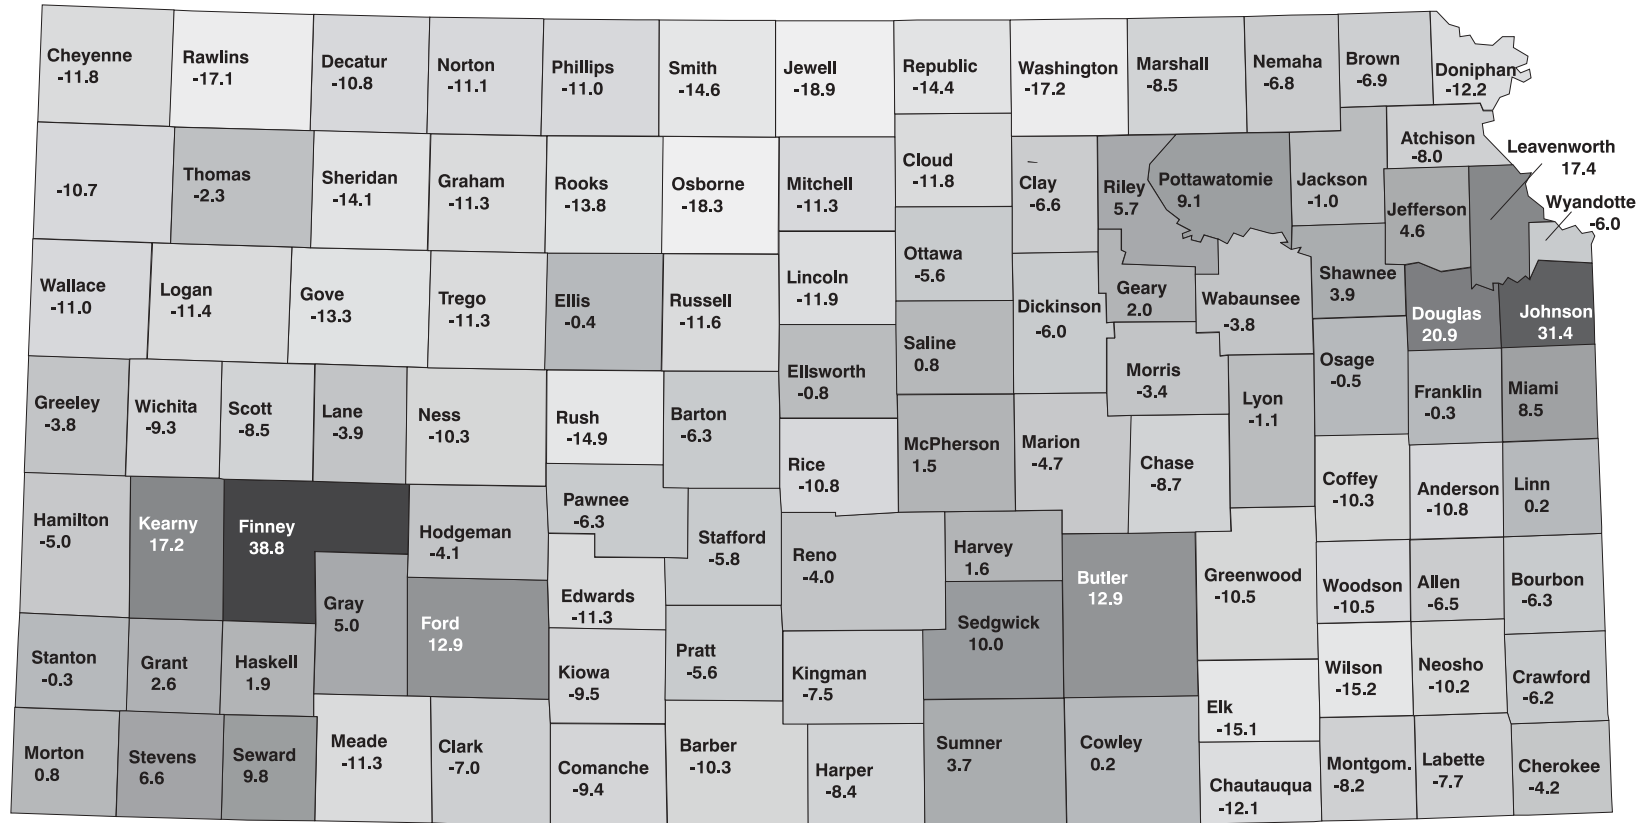 Cheyenne
-11.8
Rawlins
-17.1
Decatur
-10.8
Norton
-11.1
Phillips
-11.0
Smith
-14.6
Jewell
-18.9
Republic
-14.4
Washington
-17.2
Marshall
-8.5
Nemaha
-6.8
Brown
-6.9
Doniphan
-12.2
-10.7
Thomas
-2.3
Sheridan
-14.1
Graham
-11.3
Rooks
-13.8
Osborne
-18.3
Mitchell
-11.3
Cloud
-11.8
Clay
-6.6
Riley
5.7
Pottawatomie
9.1
Jackson
-1.0
Atchison
-8.0
Jefferson
4.6
Leavenworth
17.4
Wyandotte
-6.0
Wallace
-11.0
Logan
-11.4
Gove
-13.3
Trego
-11.3
Ellis
-0.4
Russell
-11.6
Lincoln
-11.9
Ottawa
-5.6
Dickinson
-6.0
Geary
2.0
Wabaunsee
-3.8
Shawnee
3.9
Douglas
20.9
Johnson
31.4
Greeley
-3.8
Wichita
-9.3
Scott
-8.5
Lane
-3.9
Ness
-10.3
Rush
-14.9
Barton
-6.3
Ellsworth
-0.8
Saline
0.8
Morris
-3.4
Lyon
-1.1
Osage
-0.5
Franklin
-0.3
Miami
8.5
Rice
-10.8
McPherson
1.5
Marion
-4.7
Chase
-8.7
Coffey
-10.3
Anderson
-10.8
Linn
0.2
Hamilton
-5.0
Kearny
17.2
Finney
38.8
Hodgeman
-4.1
Pawnee
-6.3
Stafford
-5.8
Reno
-4.0
Harvey
1.6
Butler
12.9
Greenwood
-10.5
Woodson
-10.5
Allen
-6.5
Bourbon
-6.3
Gray
5.0
Ford
12.9
Edwards
-11.3
Sedgwick
10.0
Stanton
-0.3
Grant
2.6
Haskell
1.9
Kiowa
-9.5
Pratt
-5.6
Kingman
-7.5
Wilson
-15.2
Neosho
-10.2
Crawford
-6.2
Elk
-15.1
Morton
0.8
Stevens
6.6
Seward
9.8
Meade
-11.3
Clark
-7.0
Comanche
-9.4
Barber
-10.3
Harper
-8.4
Sumner
3.7
Cowley
0.2
Chautauqua
-12.1
Montgom.
-8.2
Labette
-7.7
Cherokee
-4.2